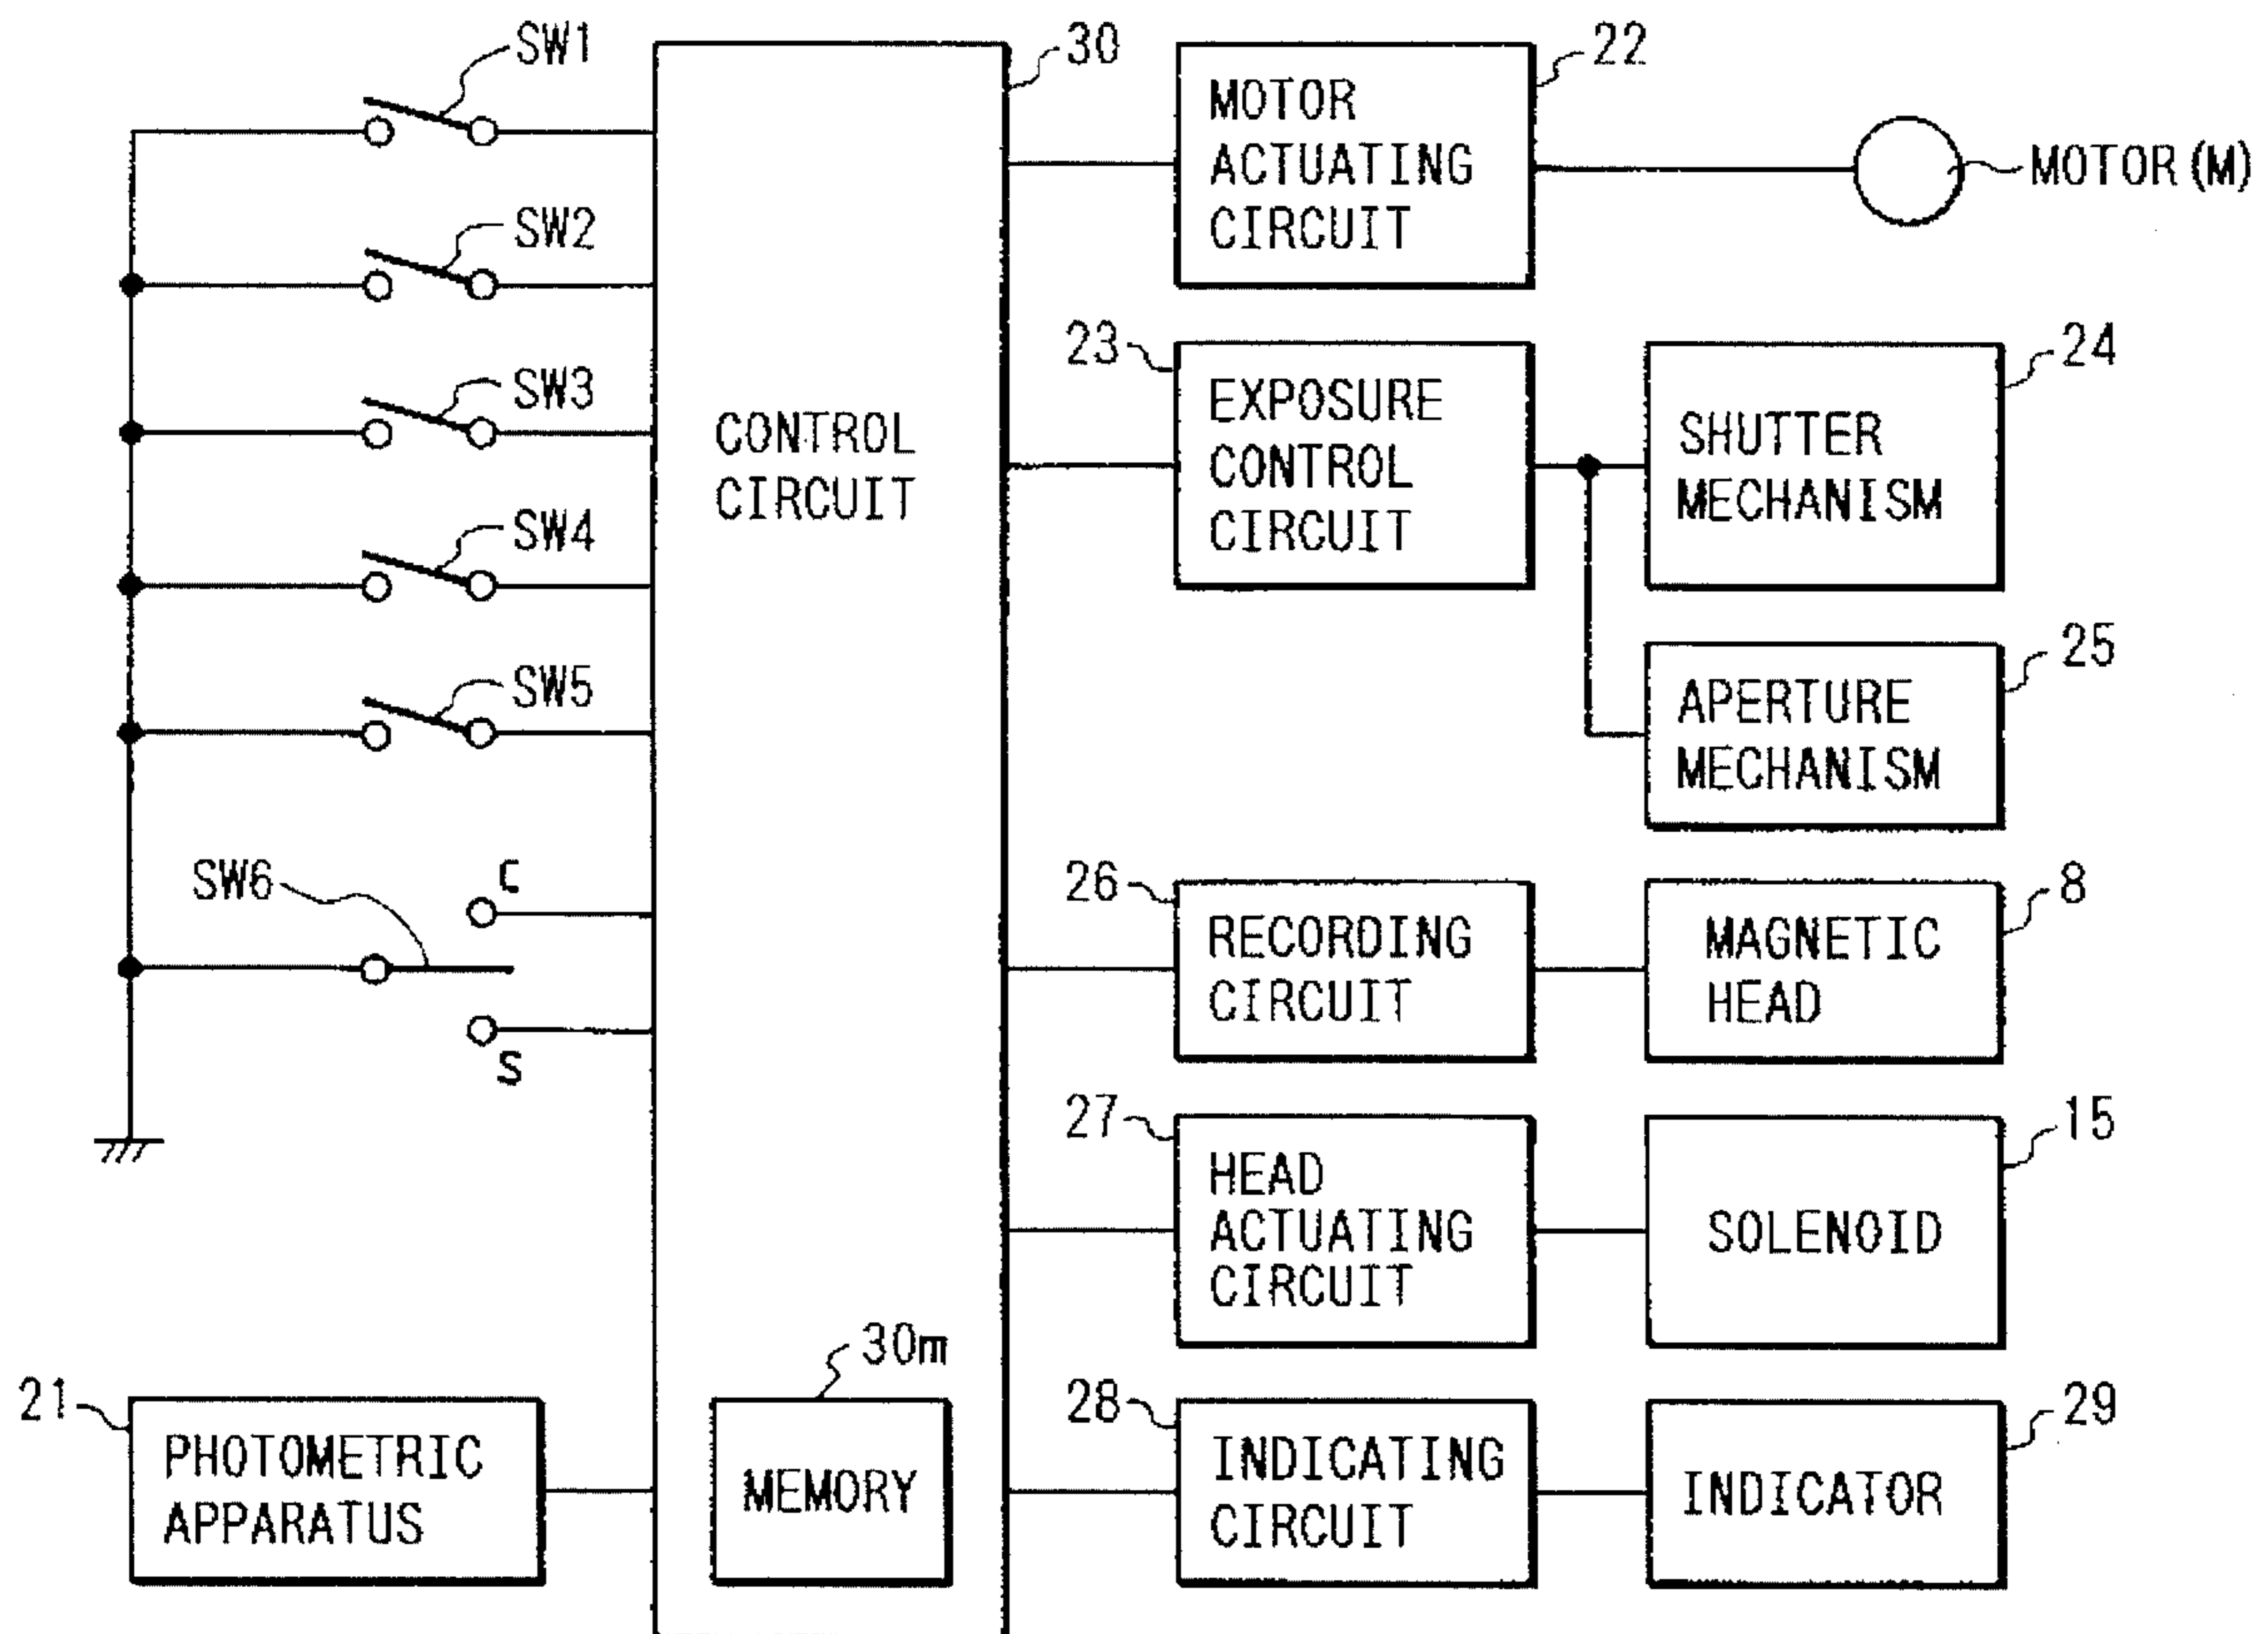 SW1
30
22
MOTOR
ACTUATING
CIRCUIT
MOTOR(M)
SW2
SW3
CONTROL
CIRCUIT
23
EXPOSURE
CONTROL
CIRCUIT
24
SHUTTER
MECHANISM
SW4
SW5
25
APERTURE
MECHANISM
SW6
C
S
26
RECORDING
CIRCUIT
8
MAGNETIC
HEAD
27
HEAD
ACTUATING
CIRCUIT
15
SOLENOID
21
PHOTOMETRIC
APPARATUS
30m
MEMORY
28
INDICATING
CIRCUIT
29
INDICATOR